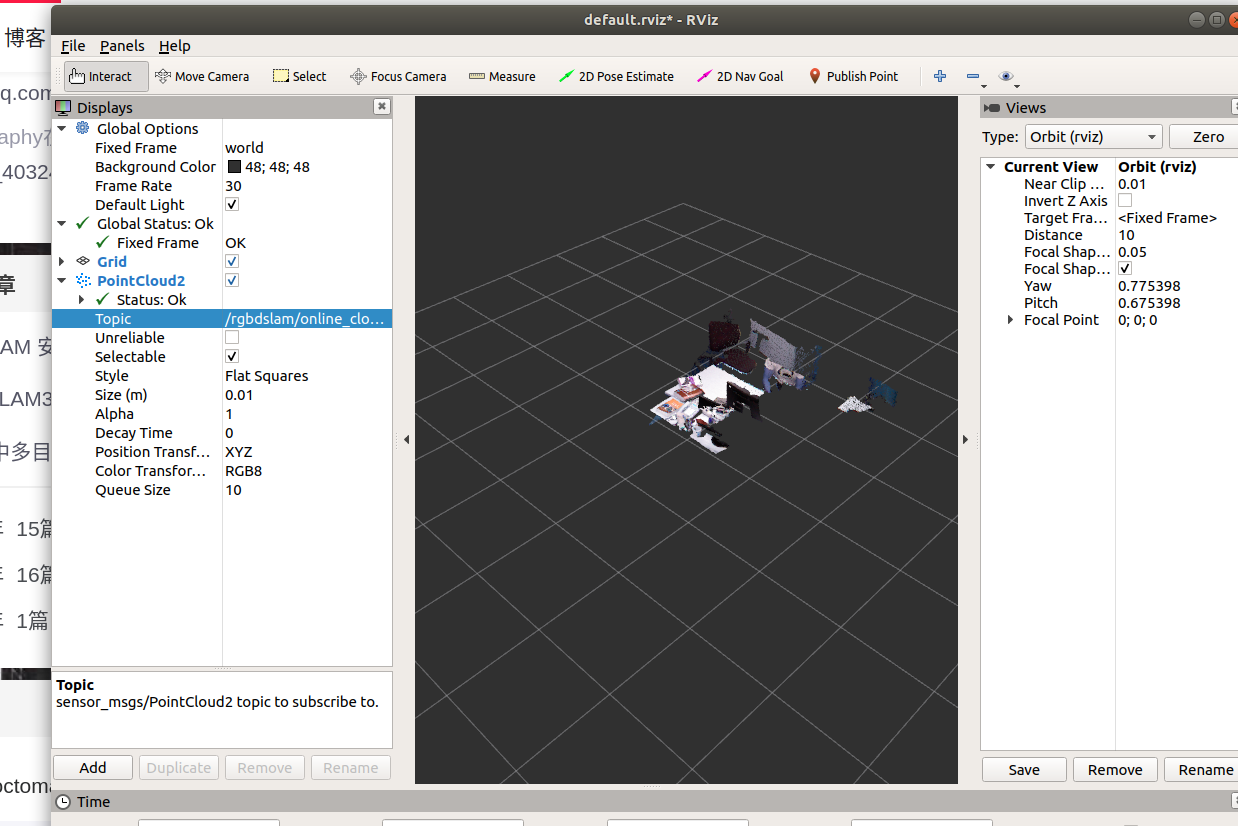 default.rviz* - RViz
博客
File Panels Help
Interact Move Camera Select Focus Camera Measure 2D Pose Estimate 2D Nav Goal Publish Point
q.com
Displays
Views
Global Options
Fixed Frame world
Background Color 48; 48; 48
Frame Rate 30
Default Light
Global Status: Ok
Fixed Frame OK
Grid
PointCloud2
Status: Ok
Topic /rgbdslam/online_clo...
Unreliable
Selectable
Style Flat Squares
Size (m) 0.01
Alpha 1
Decay Time 0
Position Transf... XYZ
Color Transfor... RGB8
Queue Size 10
Type: Orbit (rviz) Zero
Current View Orbit (rviz)
Near Clip ... 0.01
Invert Z Axis
Target Fra... <Fixed Frame>
Distance 10
Focal Shap... 0.05
Focal Shap...
Yaw 0.775398
Pitch 0.675398
Focal Point 0; 0; 0
aphy
_4032
章
AM 安
LAM3
中多目
15篇
16篇
1篇
octoma
Topic
sensor_msgs/PointCloud2 topic to subscribe to.
Add Duplicate Remove Rename
Save Remove Rename
Time